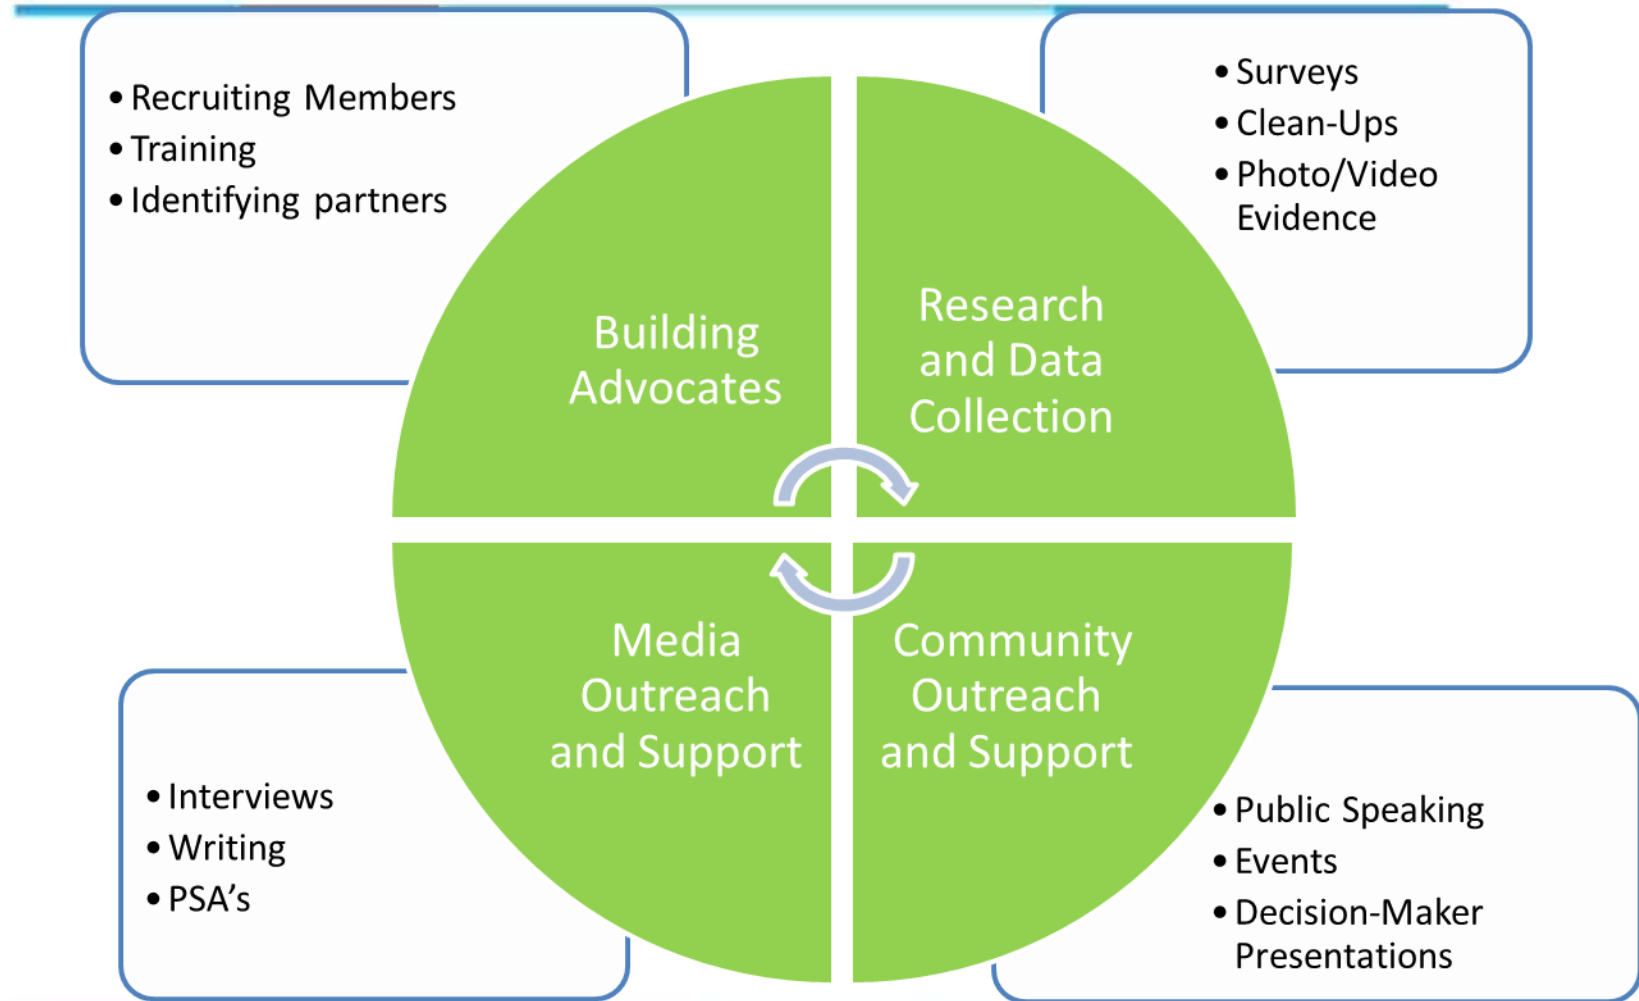 • Recruiting Members
• Training
• Identifying partners
• Surveys
• Clean-Ups
• Photo/Video
Evidence
Building
Advocates
Research
and Data
Collection
Media
Outreach
and Support
Community
Outreach
and Support
• Interviews
• Writing
• PSA’s
• Public Speaking
• Events
• Decision-Maker
Presentations